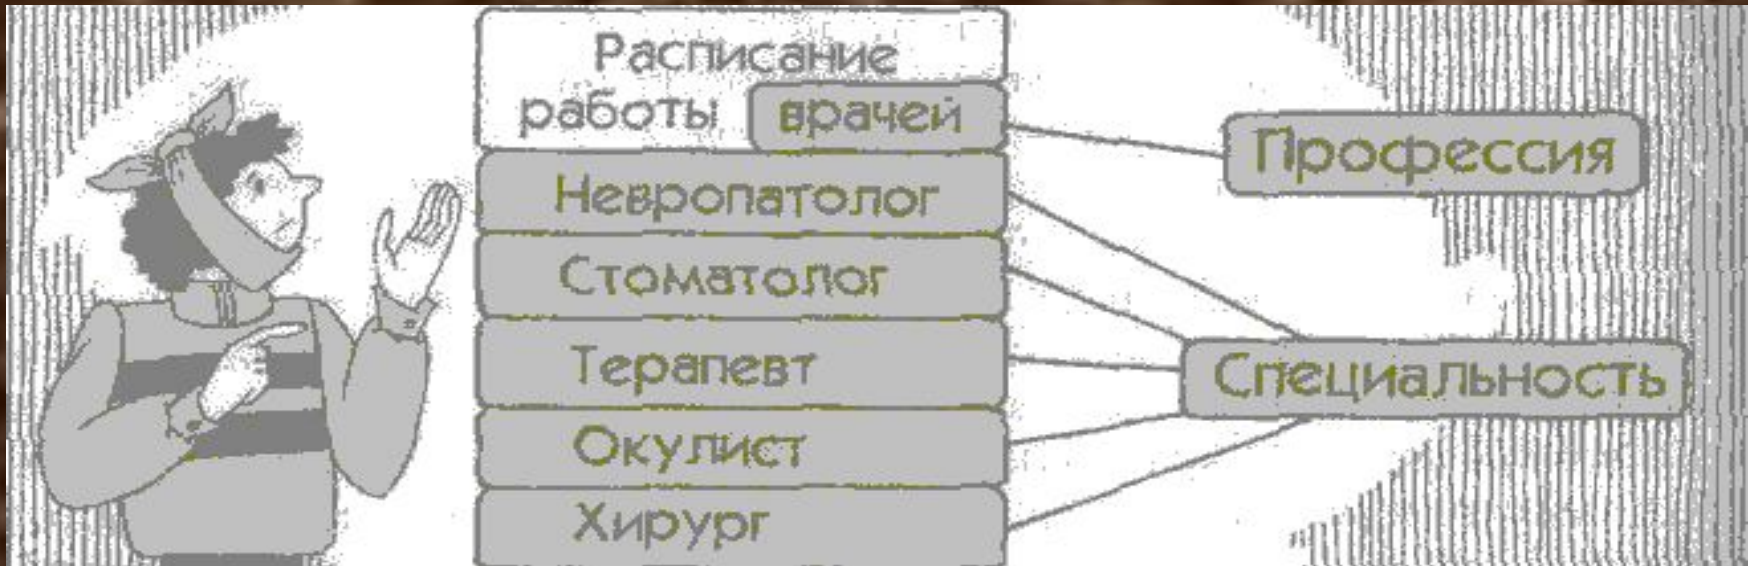 Расписание
работы врачей
Профессия
Невропатолог
Стоматолог
Терапевт
Специальность
Окулист
Хирург